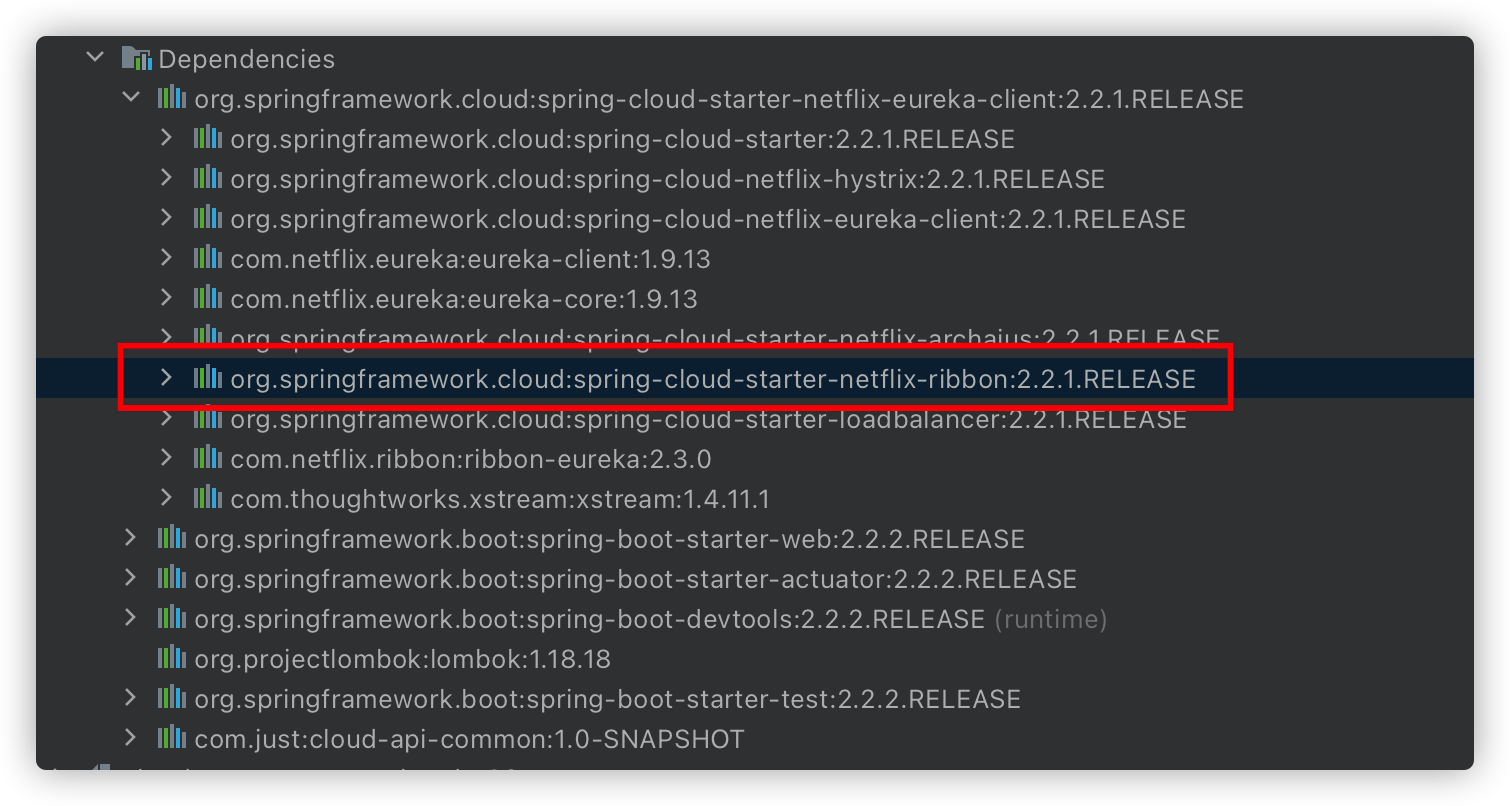 Dependencies
org.springframework.cloud:spring-cloud-starter-netflix-eureka-client:2.2.1.RELEASE
org.springframework.cloud:spring-cloud-starter:2.2.1.RELEASE
org.springframework.cloud:spring-cloud-netflix-hystrix:2.2.1.RELEASE
org.springframework.cloud:spring-cloud-netflix-eureka-client:2.2.1.RELEASE
com.netflix.eureka:eureka-client:1.9.13
com.netflix.eureka:eureka-core:1.9.13
org.springframework.cloud:spring-cloud-starter-netflix-archaius:2.2.1.RELEASE
org.springframework.cloud:spring-cloud-starter-netflix-ribbon:2.2.1.RELEASE
org.springframework.cloud:spring-cloud-starter-loadbalancer:2.2.1.RELEASE
com.netflix.ribbon:ribbon-eureka:2.3.0
com.thoughtworks.xstream:xstream:1.4.11.1
org.springframework.boot:spring-boot-starter-web:2.2.2.RELEASE
org.springframework.boot:spring-boot-starter-actuator:2.2.2.RELEASE
org.springframework.boot:spring-boot-devtools:2.2.2.RELEASE (runtime)
org.projectlombok:lombok:1.18.18
org.springframework.boot:spring-boot-starter-test:2.2.2.RELEASE
com.just:cloud-api-common:1.0-SNAPSHOT